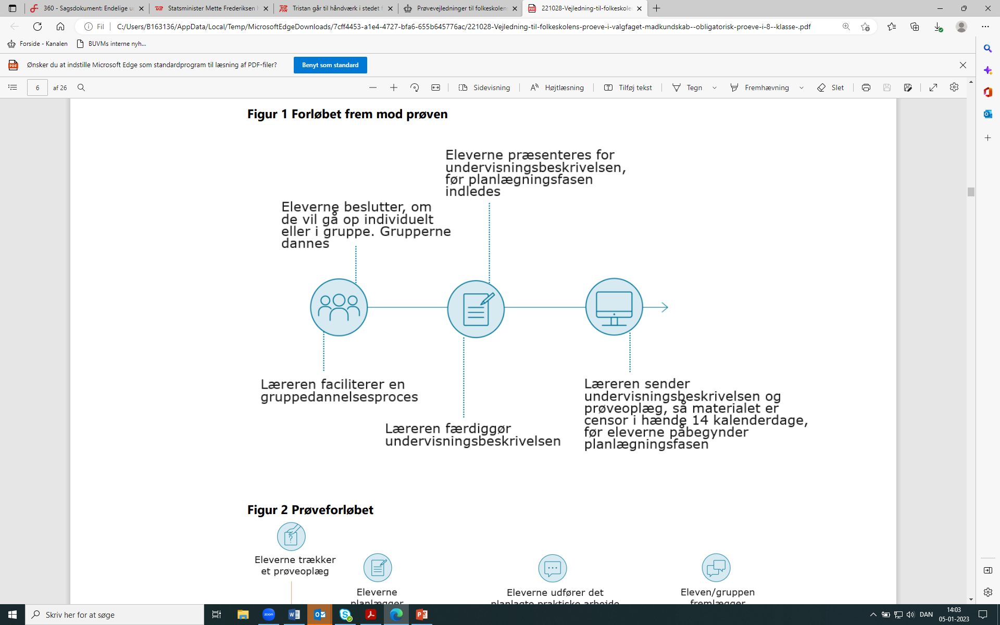 360 - Sagsdokument: Endelige u
Statsminister Mette Frederiksen
Tristan går til håndværk i stedet f
Prøvevejledninger til folkeskolen
221028-Vejledning-til-folkeskole
Fil
C:/Users/B163136/AppData/Local/Temp/MicrosoftEdgeDownloads/7cff4453-a1e4-4727-bfa6-655b645776ac/221028-Vejledning-til-folkeskolens-proeve-i-valgfaget-madkundskab--obligatorisk-proeve-i-8--klasse-.pdf
Forside - Kanalen
BUVMs interne nyh...
Ønsker du at indstille Microsoft Edge som standardprogram til læsning af PDF-filer?
Benyt som standard
6
af 26
Sidevisning
Højtlæsning
Tilføj tekst
Tegn
Fremhævning
Slet
Figur 1 Forløbet frem mod prøven
Eleverne præsenteres for
undervisningsbeskrivelsen,
før planlægningsfasen
indledes
Eleverne beslutter, om
de vil gå op individuelt
eller i gruppe. Grupperne
dannes
Læreren faciliterer en
gruppedannelsesproces
Læreren færdiggør
undervisningsbeskrivelsen
Læreren sender
undervisningsbeskrivelsen og
prøveoplæg, så materialet er
censor i hænde 14 kalenderdage,
før eleverne påbegynder
planlægningsfasen
Figur 2 Prøveforløbet
?
Eleverne trækker
et prøveoplæg
Eleverne
planlægger
Eleverne udfører det
planlagte praktiske arbejde
Eleven/gruppen
fremlægger
Skriv her for at søge
zoom
DAN
14:03
05-01-2023